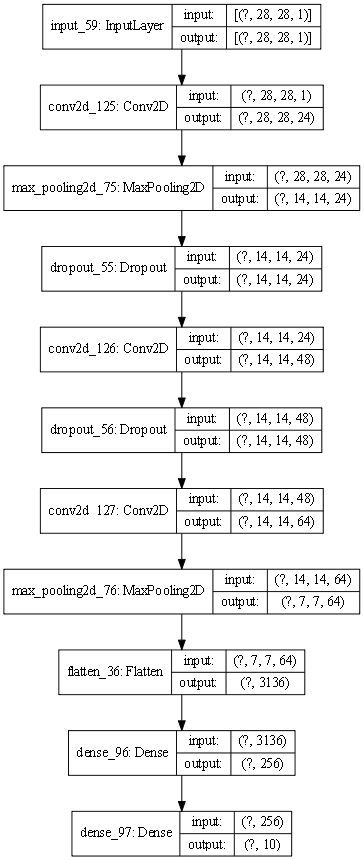 input_59: InputLayer
input: [(?, 28, 28, 1)]
output: [(?, 28, 28, 1)]
conv2d_125: Conv2D
input: (?, 28, 28, 1)
output: (?, 28, 28, 24)
max_pooling2d_75: MaxPooling2D
input: (?, 28, 28, 24)
output: (?, 14, 14, 24)
dropout_55: Dropout
input: (?, 14, 14, 24)
output: (?, 14, 14, 24)
conv2d_126: Conv2D
input: (?, 14, 14, 24)
output: (?, 14, 14, 48)
dropout_56: Dropout
input: (?, 14, 14, 48)
output: (?, 14, 14, 48)
conv2d_127: Conv2D
input: (?, 14, 14, 48)
output: (?, 14, 14, 64)
max_pooling2d_76: MaxPooling2D
input: (?, 14, 14, 64)
output: (?, 7, 7, 64)
flatten_36: Flatten
input: (?, 7, 7, 64)
output: (?, 3136)
dense_96: Dense
input: (?, 3136)
output: (?, 256)
dense_97: Dense
input: (?, 256)
output: (?, 10)